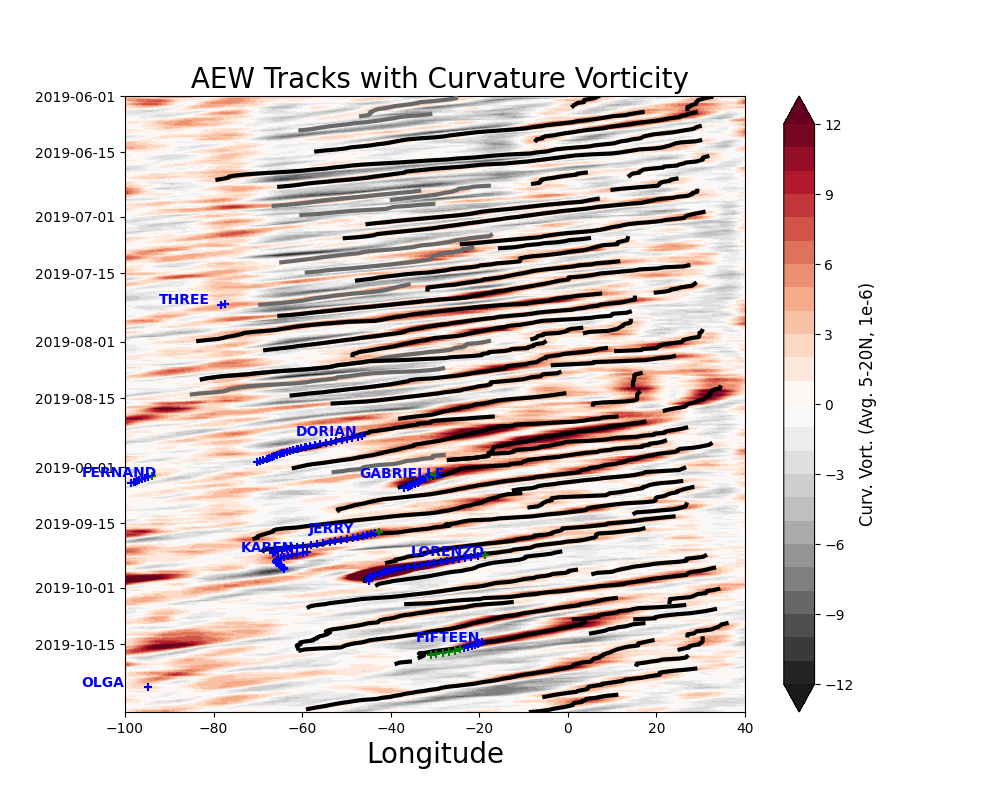 AEW Tracks with Curvature Vorticity
2019-06-01
2019-06-15
2019-07-01
2019-07-15
THREE
2019-08-01
2019-08-15
DORIAN
2019-09-01
FERNAND
GABRIELLE
2019-09-15
JERRY
KAREN
LORENZO
2019-10-01
FIFTEEN
2019-10-15
OLGA
−100
−80
−60
−40
−20
0
20
40
Longitude
12
9
6
3
0
−3
−6
−9
−12
Curv. Vort. (Avg. 5-20N, 1e-6)